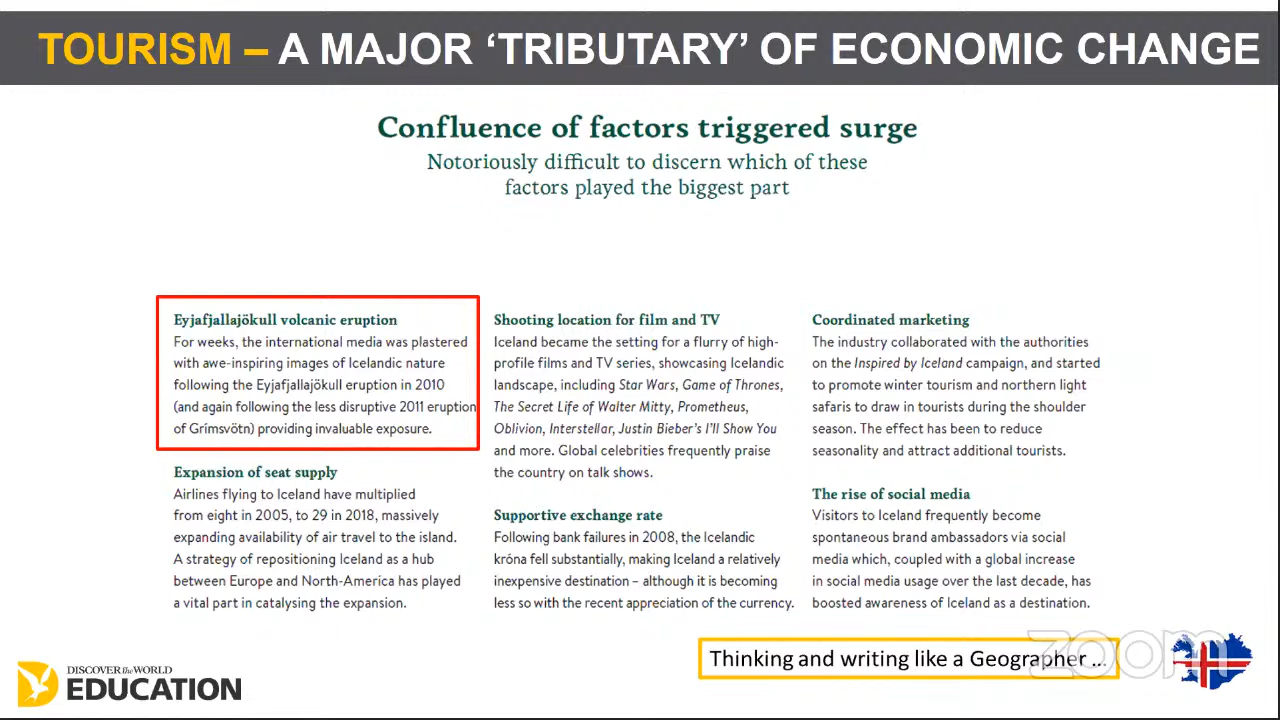 TOURISM – A MAJOR ‘TRIBUTARY’ OF ECONOMIC CHANGE
Confluence of factors triggered surge
Notoriously difficult to discern which of these
factors played the biggest part
Eyjafjallajökull volcanic eruption
For weeks, the international media was plastered
with awe-inspiring images of Icelandic nature
following the Eyjafjallajökull eruption in 2010
(and again following the less disruptive 2011 eruption
of Grímsvötn) providing invaluable exposure.
Expansion of seat supply
Airlines flying to Iceland have multiplied
from eight in 2005, to 29 in 2018, massively
expanding availability of air travel to the island.
A strategy of repositioning Iceland as a hub
between Europe and North-America has played
a vital part in catalysing the expansion.
Shooting location for film and TV
Iceland became the setting for a flurry of high-
profile films and TV series, showcasing Icelandic
landscape, including Star Wars, Game of Thrones,
The Secret Life of Walter Mitty, Prometheus,
Oblivion, Interstellar, Justin Bieber's I'll Show You
and more. Global celebrities frequently praise
the country on talk shows.
Supportive exchange rate
Following bank failures in 2008, the Icelandic
króna fell substantially, making Iceland a relatively
inexpensive destination – although it is becoming
less so with the recent appreciation of the currency.
Coordinated marketing
The industry collaborated with the authorities
on the Inspired by Iceland campaign, and started
to promote winter tourism and northern light
safaris to draw in tourists during the shoulder
season. The effect has been to reduce
seasonality and attract additional tourists.
The rise of social media
Visitors to Iceland frequently become
spontaneous brand ambassadors via social
media which, coupled with a global increase
in social media usage over the last decade, has
boosted awareness of Iceland as a destination.
Thinking and writing like a Geographer ...
zoom
DISCOVER the WORLD
EDUCATION